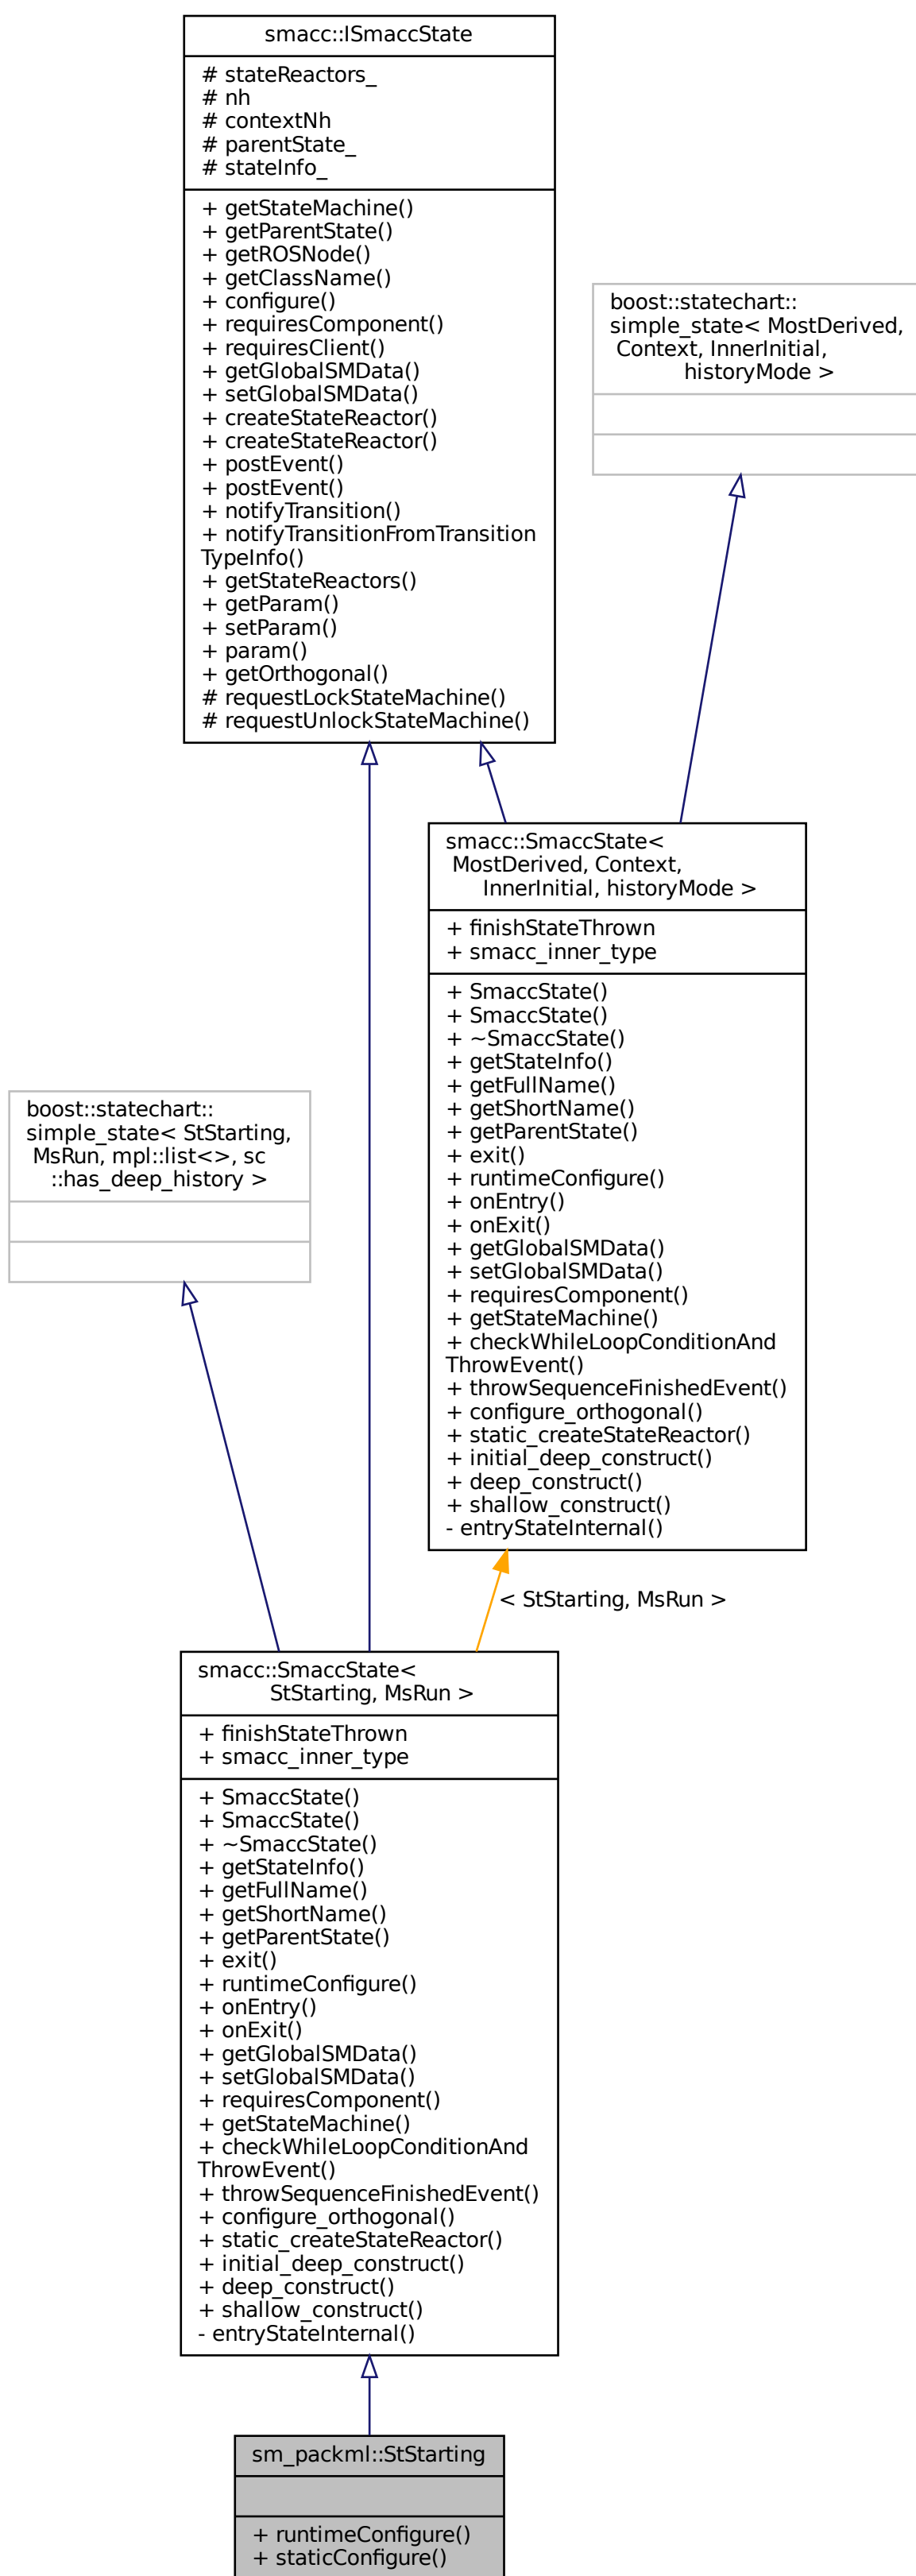 smacc::ISmaccState
# stateReactors_
# nh
# contextNh
# parentState_
# stateInfo_
+ getStateMachine()
+ getParentState()
+ getROSNode()
+ getClassName()
+ configure()
+ requiresComponent()
+ requiresClient()
+ getGlobalSMData()
+ setGlobalSMData()
+ createStateReactor()
+ createStateReactor()
+ postEvent()
+ postEvent()
+ notifyTransition()
+ notifyTransitionFromTransition
TypeInfo()
+ getStateReactors()
+ getParam()
+ setParam()
+ param()
+ getOrthogonal()
# requestLockStateMachine()
# requestUnlockStateMachine()
boost::statechart::
simple_state< MostDerived,
Context, InnerInitial,
historyMode >
smacc::SmaccState<
MostDerived, Context,
InnerInitial, historyMode >
+ finishStateThrown
+ smacc_inner_type
+ SmaccState()
+ SmaccState()
+ ~SmaccState()
+ getStateInfo()
+ getFullName()
+ getShortName()
+ getParentState()
+ exit()
+ runtimeConfigure()
+ onEntry()
+ onExit()
+ getGlobalSMData()
+ setGlobalSMData()
+ requiresComponent()
+ getStateMachine()
+ checkWhileLoopConditionAnd
ThrowEvent()
+ throwSequenceFinishedEvent()
+ configure_orthogonal()
+ static_createStateReactor()
+ initial_deep_construct()
+ deep_construct()
+ shallow_construct()
- entryStateInternal()
boost::statechart::
simple_state< StStarting,
MsRun, mpl::list<>, sc
::has_deep_history >
< StStarting, MsRun >
smacc::SmaccState<
StStarting, MsRun >
+ finishStateThrown
+ smacc_inner_type
+ SmaccState()
+ SmaccState()
+ ~SmaccState()
+ getStateInfo()
+ getFullName()
+ getShortName()
+ getParentState()
+ exit()
+ runtimeConfigure()
+ onEntry()
+ onExit()
+ getGlobalSMData()
+ setGlobalSMData()
+ requiresComponent()
+ getStateMachine()
+ checkWhileLoopConditionAnd
ThrowEvent()
+ throwSequenceFinishedEvent()
+ configure_orthogonal()
+ static_createStateReactor()
+ initial_deep_construct()
+ deep_construct()
+ shallow_construct()
- entryStateInternal()
sm_packml::StStarting
+ runtimeConfigure()
+ staticConfigure()